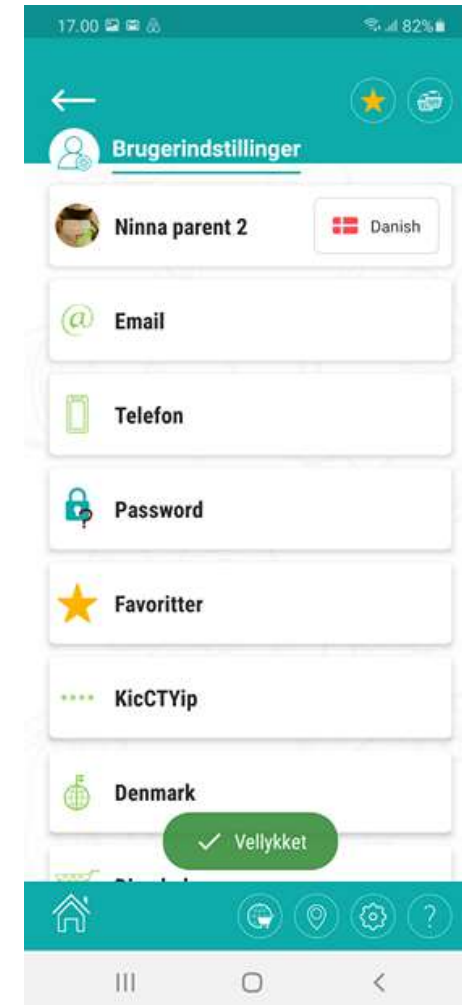 17.00
82%
Brugerindstillinger
Ninna parent 2
Danish
Email
Telefon
Password
Favoritter
KicCTYip
Denmark
Vellykket